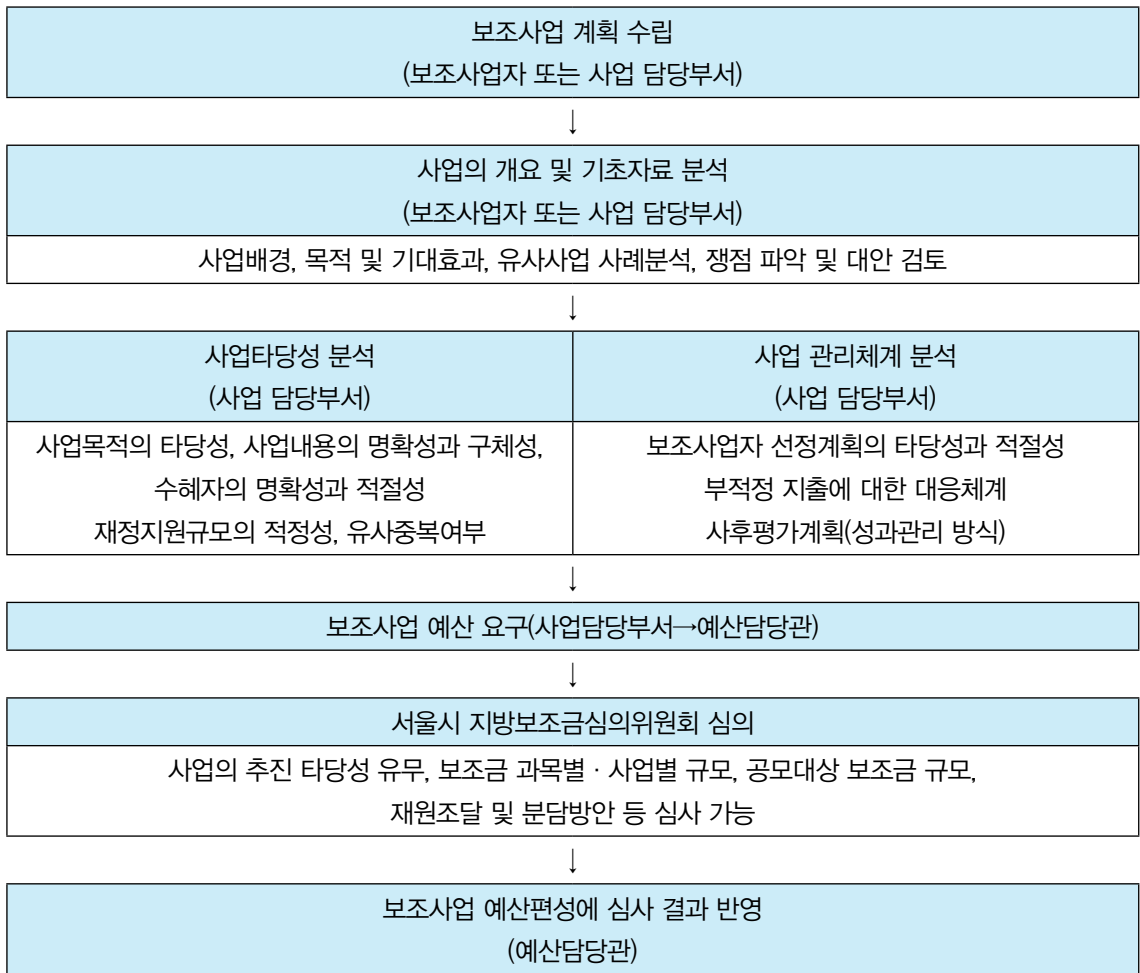 보조사업 계획 수립
(보조사업자 또는 사업 담당부서)
↓
사업의 개요 및 기초자료 분석
(보조사업자 또는 사업 담당부서)
사업배경, 목적 및 기대효과, 유사사업 사례분석, 쟁점 파악 및 대안 검토
↓
사업타당성 분석
(사업 담당부서)
사업목적의 타당성, 사업내용의 명확성과 구체성,
수혜자의 명확성과 적절성
재정지원규모의 적정성, 유사중복여부
사업 관리체계 분석
(사업 담당부서)
보조사업자 선정계획의 타당성과 적절성
부적정 지출에 대한 대응체계
사후평가계획(성과관리 방식)
↓
보조사업 예산 요구(사업담당부서→예산담당관)
↓
서울시 지방보조금심의위원회 심의
사업의 추진 타당성 유무, 보조금 과목별 · 사업별 규모, 공모대상 보조금 규모,
재원조달 및 분담방안 등 심사 가능
↓
보조사업 예산편성에 심사 결과 반영
(예산담당관)